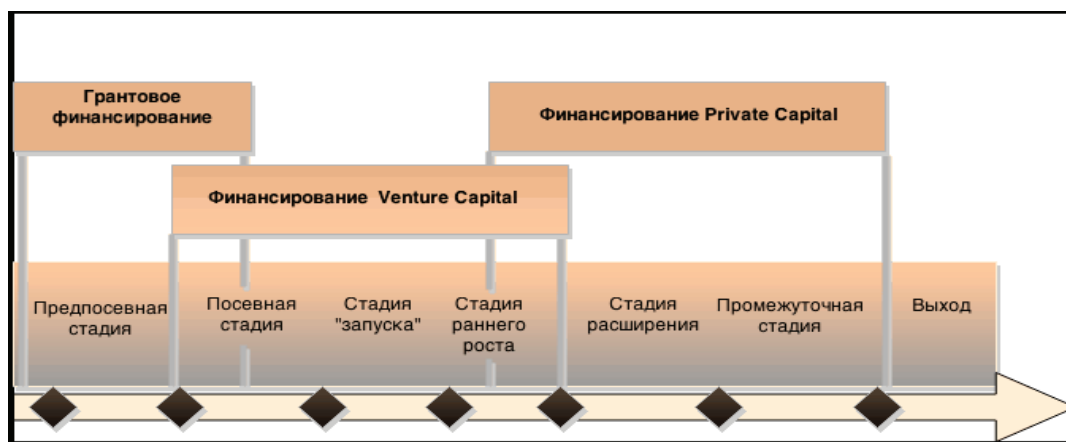 Грантовое
финансирование
Финансирование Private Capital
Финансирование  Venture Capital
Предпосевная
стадия
Посевная
стадия
Стадия
"запуска"
Стадия
раннего
роста
Стадия
расширения
Промежуточная
стадия
Выход